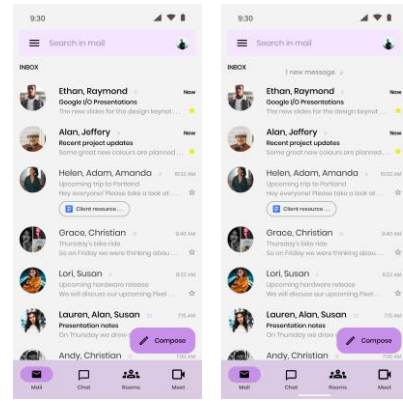 9:30
Search in mail
INBOX
Ethan, Raymond
Now
Google I/O Presentations
The new slides for the design keynot...
Alan, Jeffery
Now
Recent project updates
Some great new colours are planned...
Helen, Adam, Amanda
10:32 AM
Upcoming trip to Portland
Hey everyone! Please take a look at...
Client resource...
Grace, Christian
9:40 AM
Thursday's bike ride
So on Friday we were thinking abou...
Lori, Susan
8:22 AM
Upcoming hardware release
We will discuss our upcoming Pixel...
Lauren, Alan, Susan
7:15 AM
Presentation notes
On Thursday we drew
Compose
Andy, Christian
7:00 AM
Mail
Chat
Rooms
Meet
9:30
Search in mail
INBOX
1 new message
Ethan, Raymond
Now
Google I/O Presentations
The new slides for the design keynot...
Alan, Jeffery
Now
Recent project updates
Some great new colours are planned...
Helen, Adam, Amanda
10:32 AM
Upcoming trip to Portland
Hey everyone! Please take a look at...
Client resource...
Grace, Christian
9:40 AM
Thursday's bike ride
So on Friday we were thinking abou...
Lori, Susan
8:22 AM
Upcoming hardware release
We will discuss our upcoming Pixel...
Lauren, Alan, Susan
7:15 AM
Presentation notes
On Thursday we drew
Compose
Andy, Christian
7:00 AM
Mail
Chat
Rooms
Meet